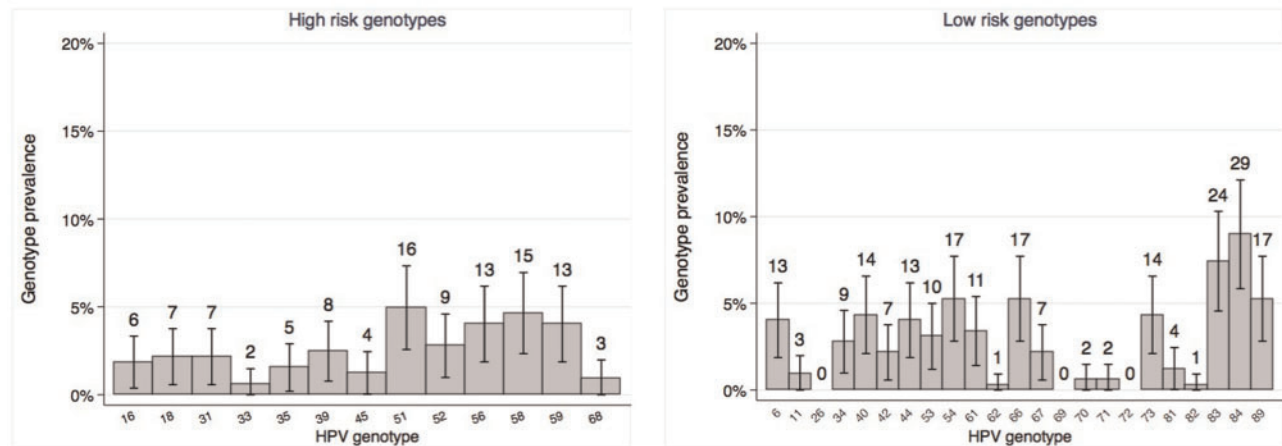 High risk genotypes
20%
15%
10%
5%
0%
Genotype prevalence
6 7 7 2 5 8 4 16 9 13 15 13 3
16 18 31 33 35 39 45 51 52 56 58 59 68
HPV genotype
Low risk genotypes
20%
15%
10%
5%
0%
Genotype prevalence
13 3 0 9 14 7 13 10 17 11 1 17 7 0 2 2 0 14 4 1 24 29 17
6 11 26 34 40 42 44 53 54 61 62 66 67 69 70 71 72 73 81 82 83 84 89
HPV genotype